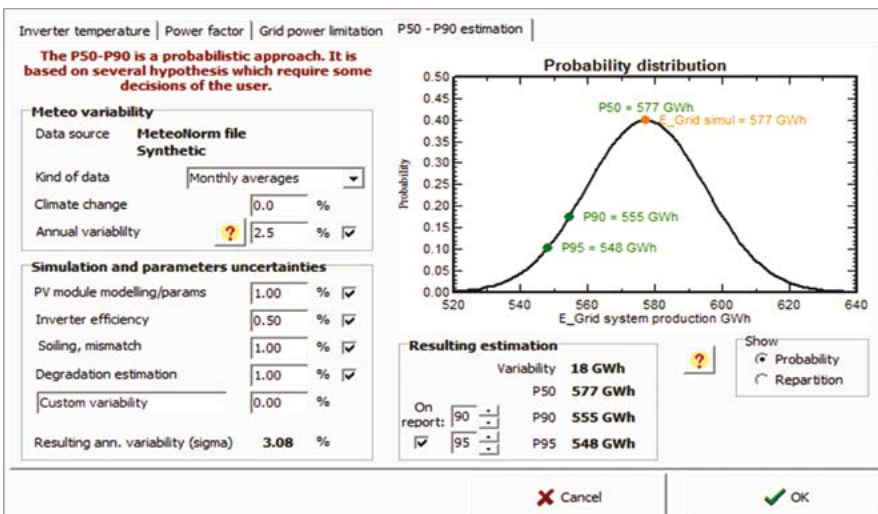 Inverter temperature Power factor Grid power limitation P50 - P90 estimation
The P50-P90 is a probabilistic approach. It is
based on several hypothesis which require some
decisions of the user.
Meteo variability
Data source MeteoNorm file
Synthetic
Kind of data Monthly averages
Climate change 0.0 %
Annual variability ? 2.5 %
Simulation and parameters uncertainties
PV module modelling/params 1.00 %
Inverter efficiency 0.50 %
Soiling, mismatch 1.00 %
Degradation estimation 1.00 %
Custom variability 0.00 %
Resulting ann. variability (sigma) 3.08 %
Probability distribution
Probability
0.50
0.45
0.40
0.35
0.30
0.25
0.20
0.15
0.10
0.05
0.00
P50 = 577 GWh
E_Grid simul = 577 GWh
P90 = 555 GWh
P95 = 548 GWh
520 540 560 580 600 620 640
E_Grid system production GWh
Resulting estimation
Variability 18 GWh
P50 577 GWh
On
report: 90 P90 555 GWh
95 P95 548 GWh
?
Show
Probability
Repartition
Cancel
OK